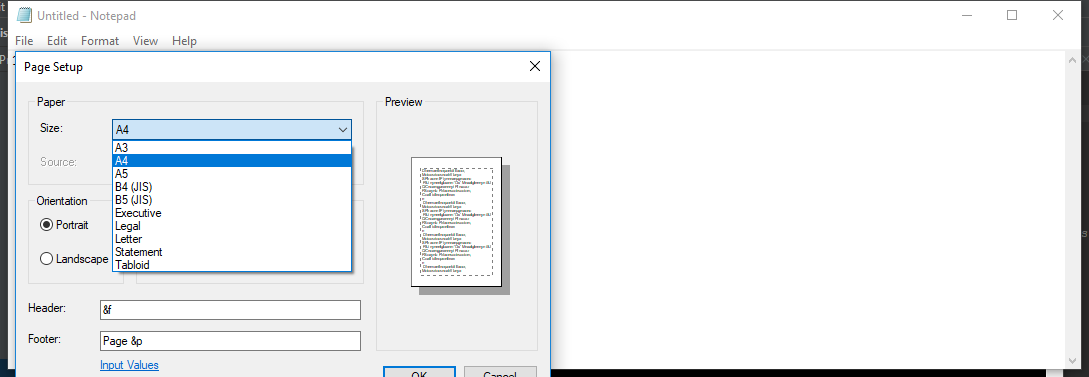 Untitled - Notepad
File Edit Format View Help
Page Setup
Paper
Size:
A4
A3
A4
A5
B4 (JIS)
B5 (JIS)
Executive
Legal
Letter
Statement
Tabloid
Source:
Orientation
Portrait
Landscape
Preview
Header:
&f
Footer:
Page &p
Input Values
OK
Cancel